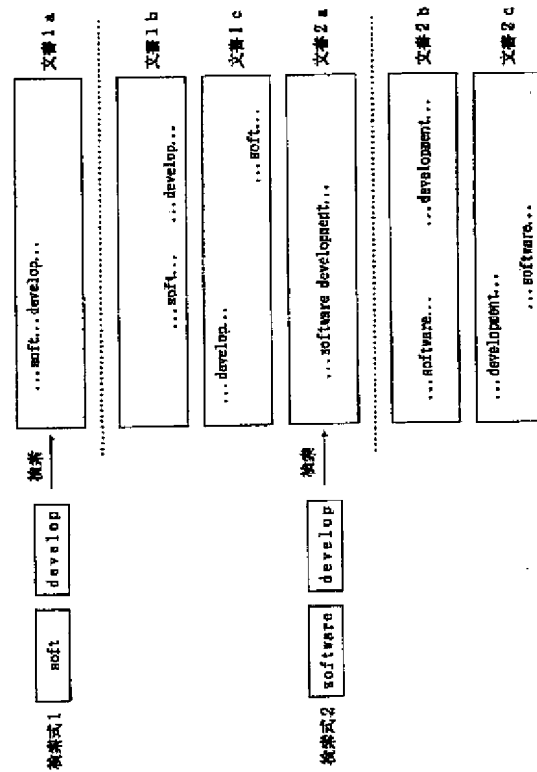 検索式1
soft
develop
検索
...soft...develop...
文書1a
...soft... ...develop...
文書1b
...develop...
...soft...
文書1c
検索式2
software
develop
検索
...software development...
文書2a
...software... ...development...
文書2b
...development...
...software...
文書2c